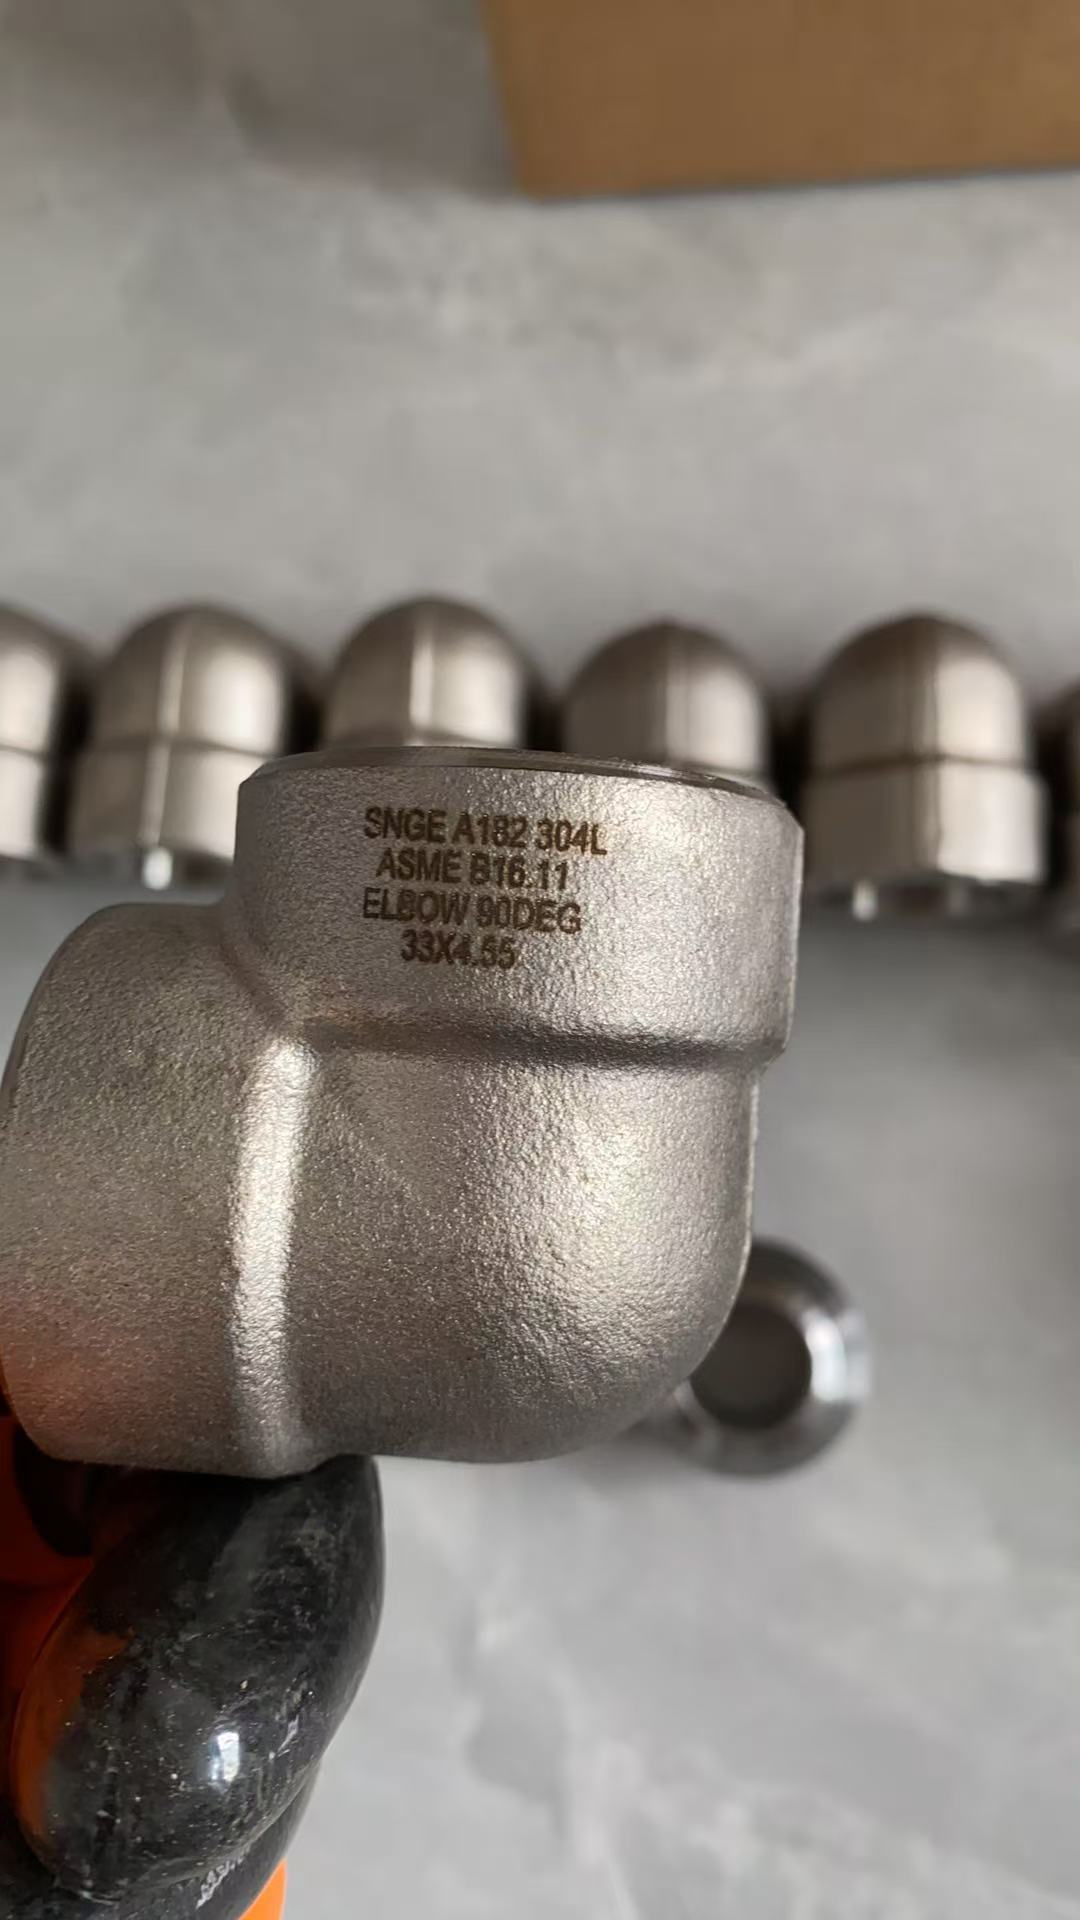 SNGE A182 304L
ASME B16.11
ELBOW 90DEG
33X4.55